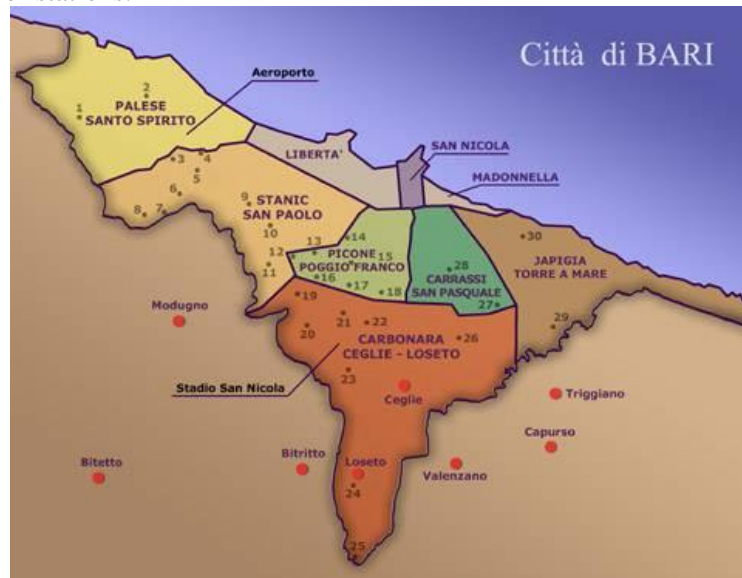 Città di BARI
Aeroporto
2
1
PALESE
SANTO SPIRITO
SAN NICOLA
LIBERTA'
MADONNELLA
3
4
5
6
7
8
9
STANIC
SAN PAOLO
10
11
12
13
14
PICONE
POGGIO FRANCO
15
16
17
18
28
CARRASSI
SAN PASQUALE
27
30
JAPIGIA
TORRE A MARE
29
Modugno
19
20
21
22
26
CARBONARA
CEGLIE - LOSETO
Stadio San Nicola
23
Ceglie
Triggiano
Capurso
Bitetto
Bitritto
Loseto
Valenzano
24
25